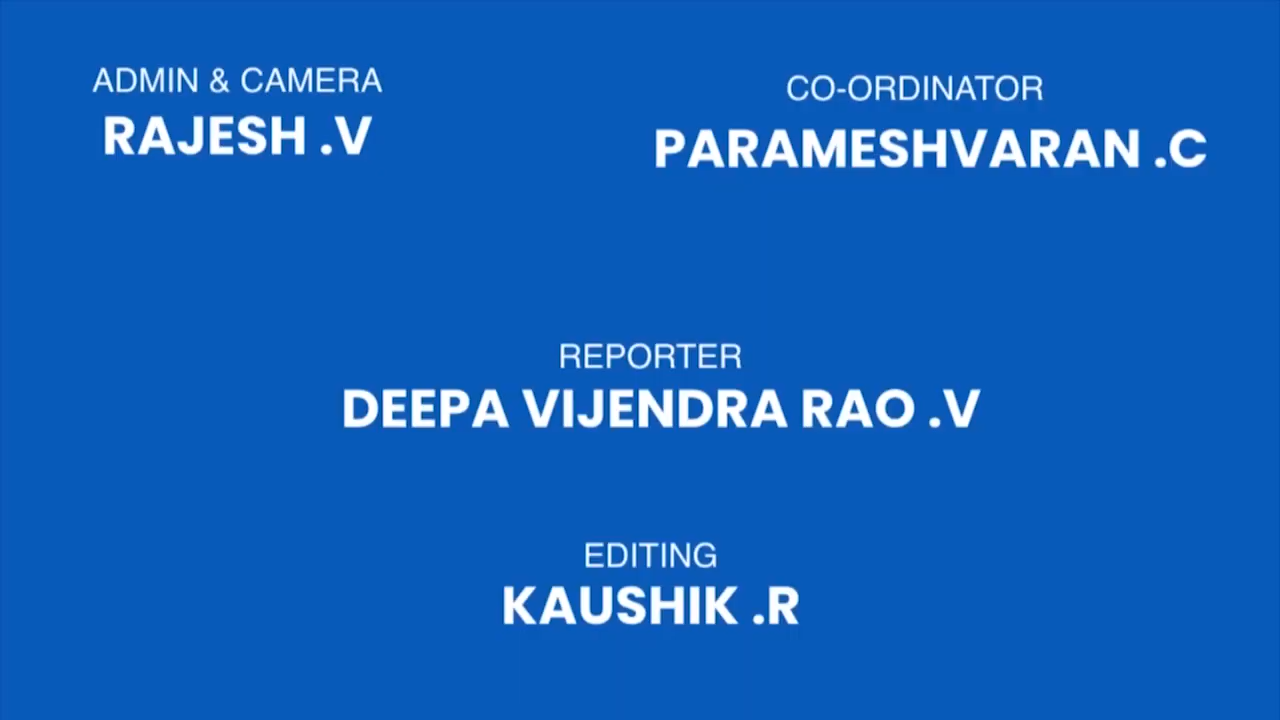 ADMIN & CAMERA
RAJESH .V
CO-ORDINATOR
PARAMESHVARAN .C
REPORTER
DEEPA VIJENDRA RAO .V
EDITING
KAUSHIK .R